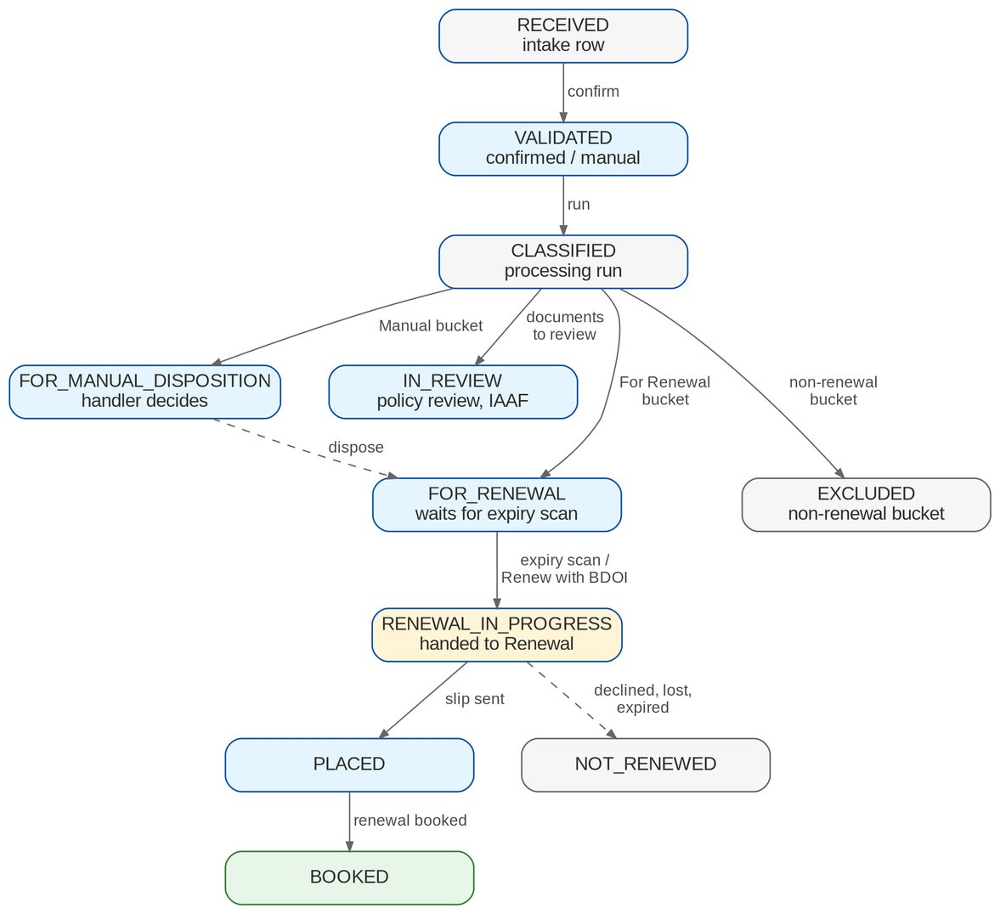 RECEIVED
intake row
confirm
VALIDATED
confirmed / manual
run
CLASSIFIED
processing run
Manual bucket
documents
to review
For Renewal
bucket
non-renewal
bucket
FOR_MANUAL_DISPOSITION
handler decides
IN_REVIEW
policy review, IAAF
dispose
FOR_RENEWAL
waits for expiry scan
EXCLUDED
non-renewal bucket
expiry scan /
Renew with BDOI
RENEWAL_IN_PROGRESS
handed to Renewal
slip sent
declined, lost,
expired
PLACED
NOT_RENEWED
renewal booked
BOOKED